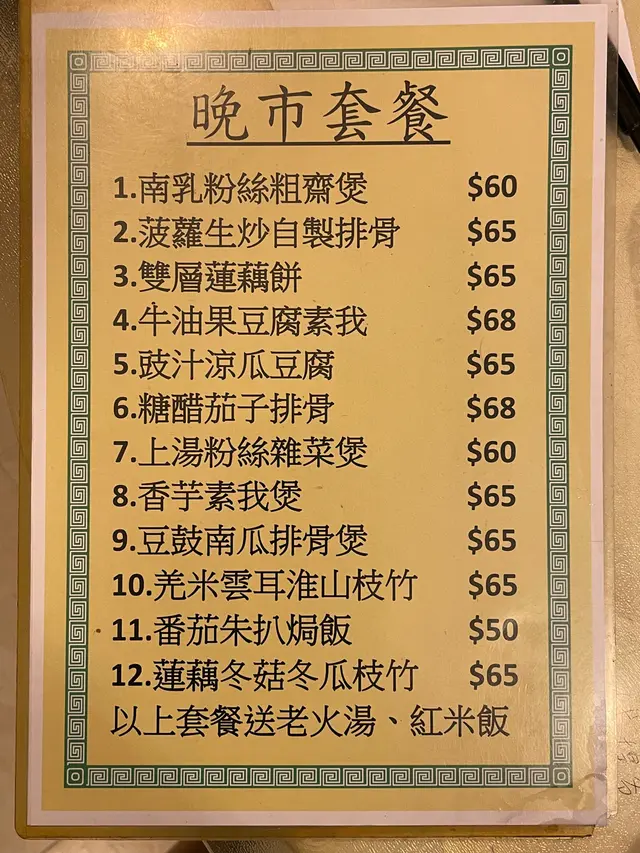 晚市套餐
1.南乳粉絲粗齋煲 $60
2.菠蘿生炒自製排骨 $65
3.雙層蓮藕餅 $65
4.牛油果豆腐素我 $68
5.豉汁涼瓜豆腐 $65
6.糖醋茄子排骨 $68
7.上湯粉絲雜菜煲 $60
8.香芋素我煲 $65
9.豆鼓南瓜排骨煲 $65
10.羌米雲耳淮山枝竹 $65
11.番茄朱扒焗飯 $50
12.蓮藕冬菇冬瓜枝竹 $65
以上套餐送老火湯、紅米飯